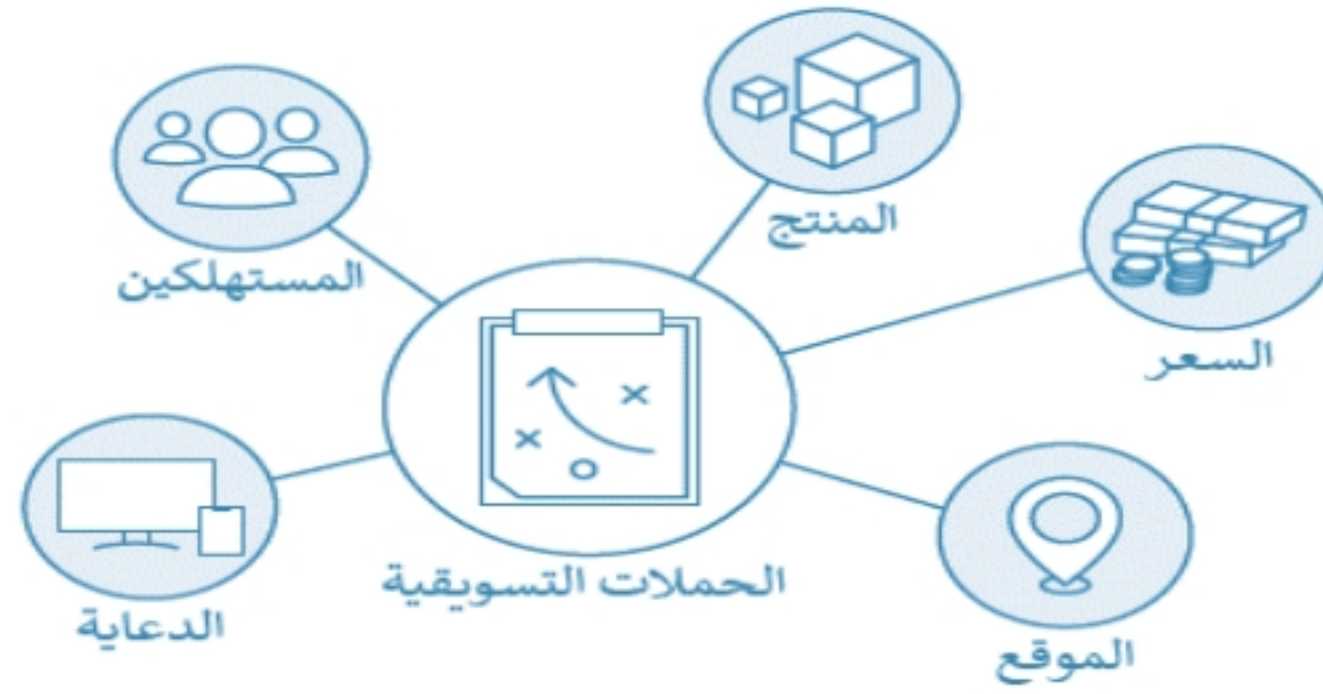 المنتج
المستهلكين
السعر
الحملات التسويقية
الدعاية
الموقع